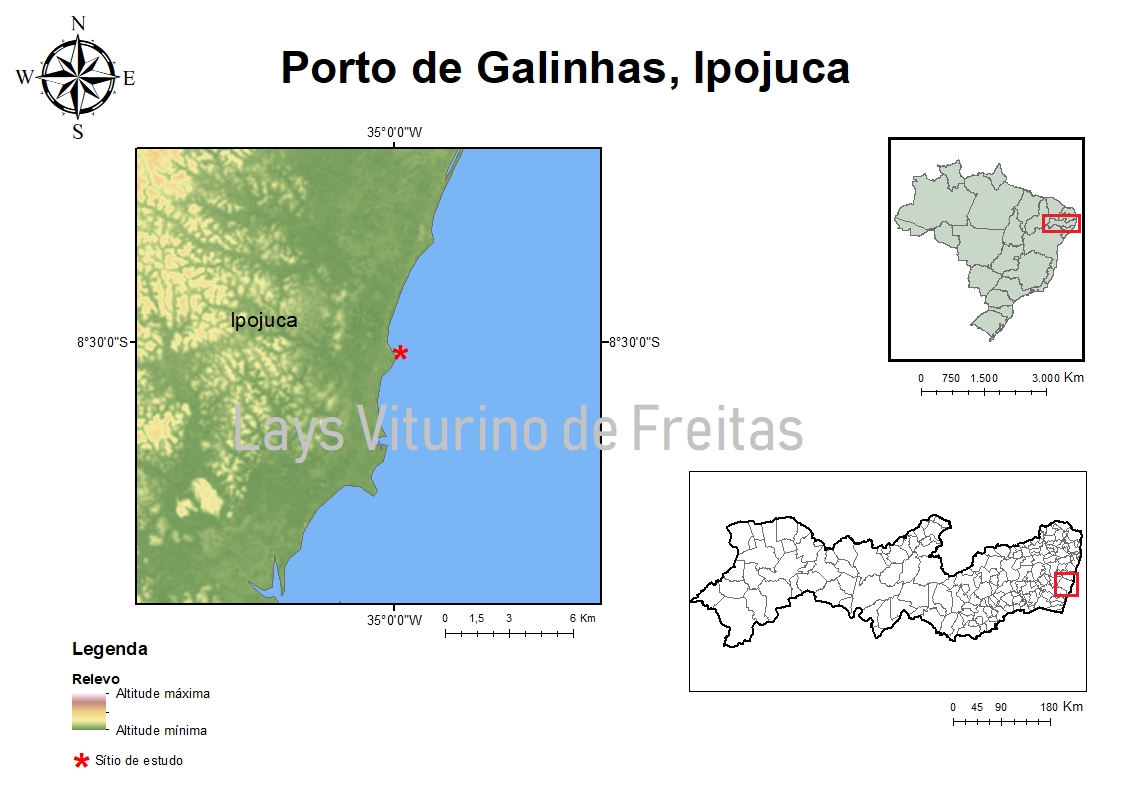 N
W E
S
Porto de Galinhas, Ipojuca
35°0'0"W
Ipojuca
8°30'0"S
8°30'0"S
0 750 1.500 3.000 Km
Lays Viturino de Freitas
35°0'0"W
0 1,5 3 6 Km
Legenda
Relevo
Altitude máxima
Altitude mínima
Sítio de estudo
0 45 90 180 Km